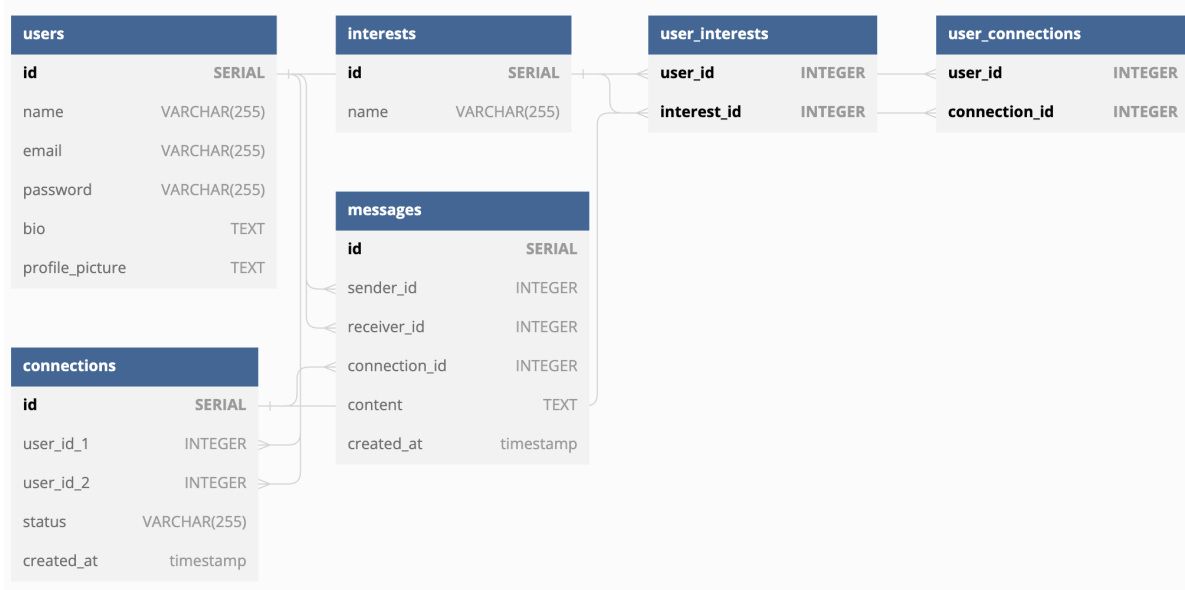 users
id SERIAL
name VARCHAR(255)
email VARCHAR(255)
password VARCHAR(255)
bio TEXT
profile_picture TEXT
interests
id SERIAL
name VARCHAR(255)
user_interests
user_id INTEGER
interest_id INTEGER
user_connections
user_id INTEGER
connection_id INTEGER
messages
id SERIAL
sender_id INTEGER
receiver_id INTEGER
connection_id INTEGER
content TEXT
created_at timestamp
connections
id SERIAL
user_id_1 INTEGER
user_id_2 INTEGER
status VARCHAR(255)
created_at timestamp